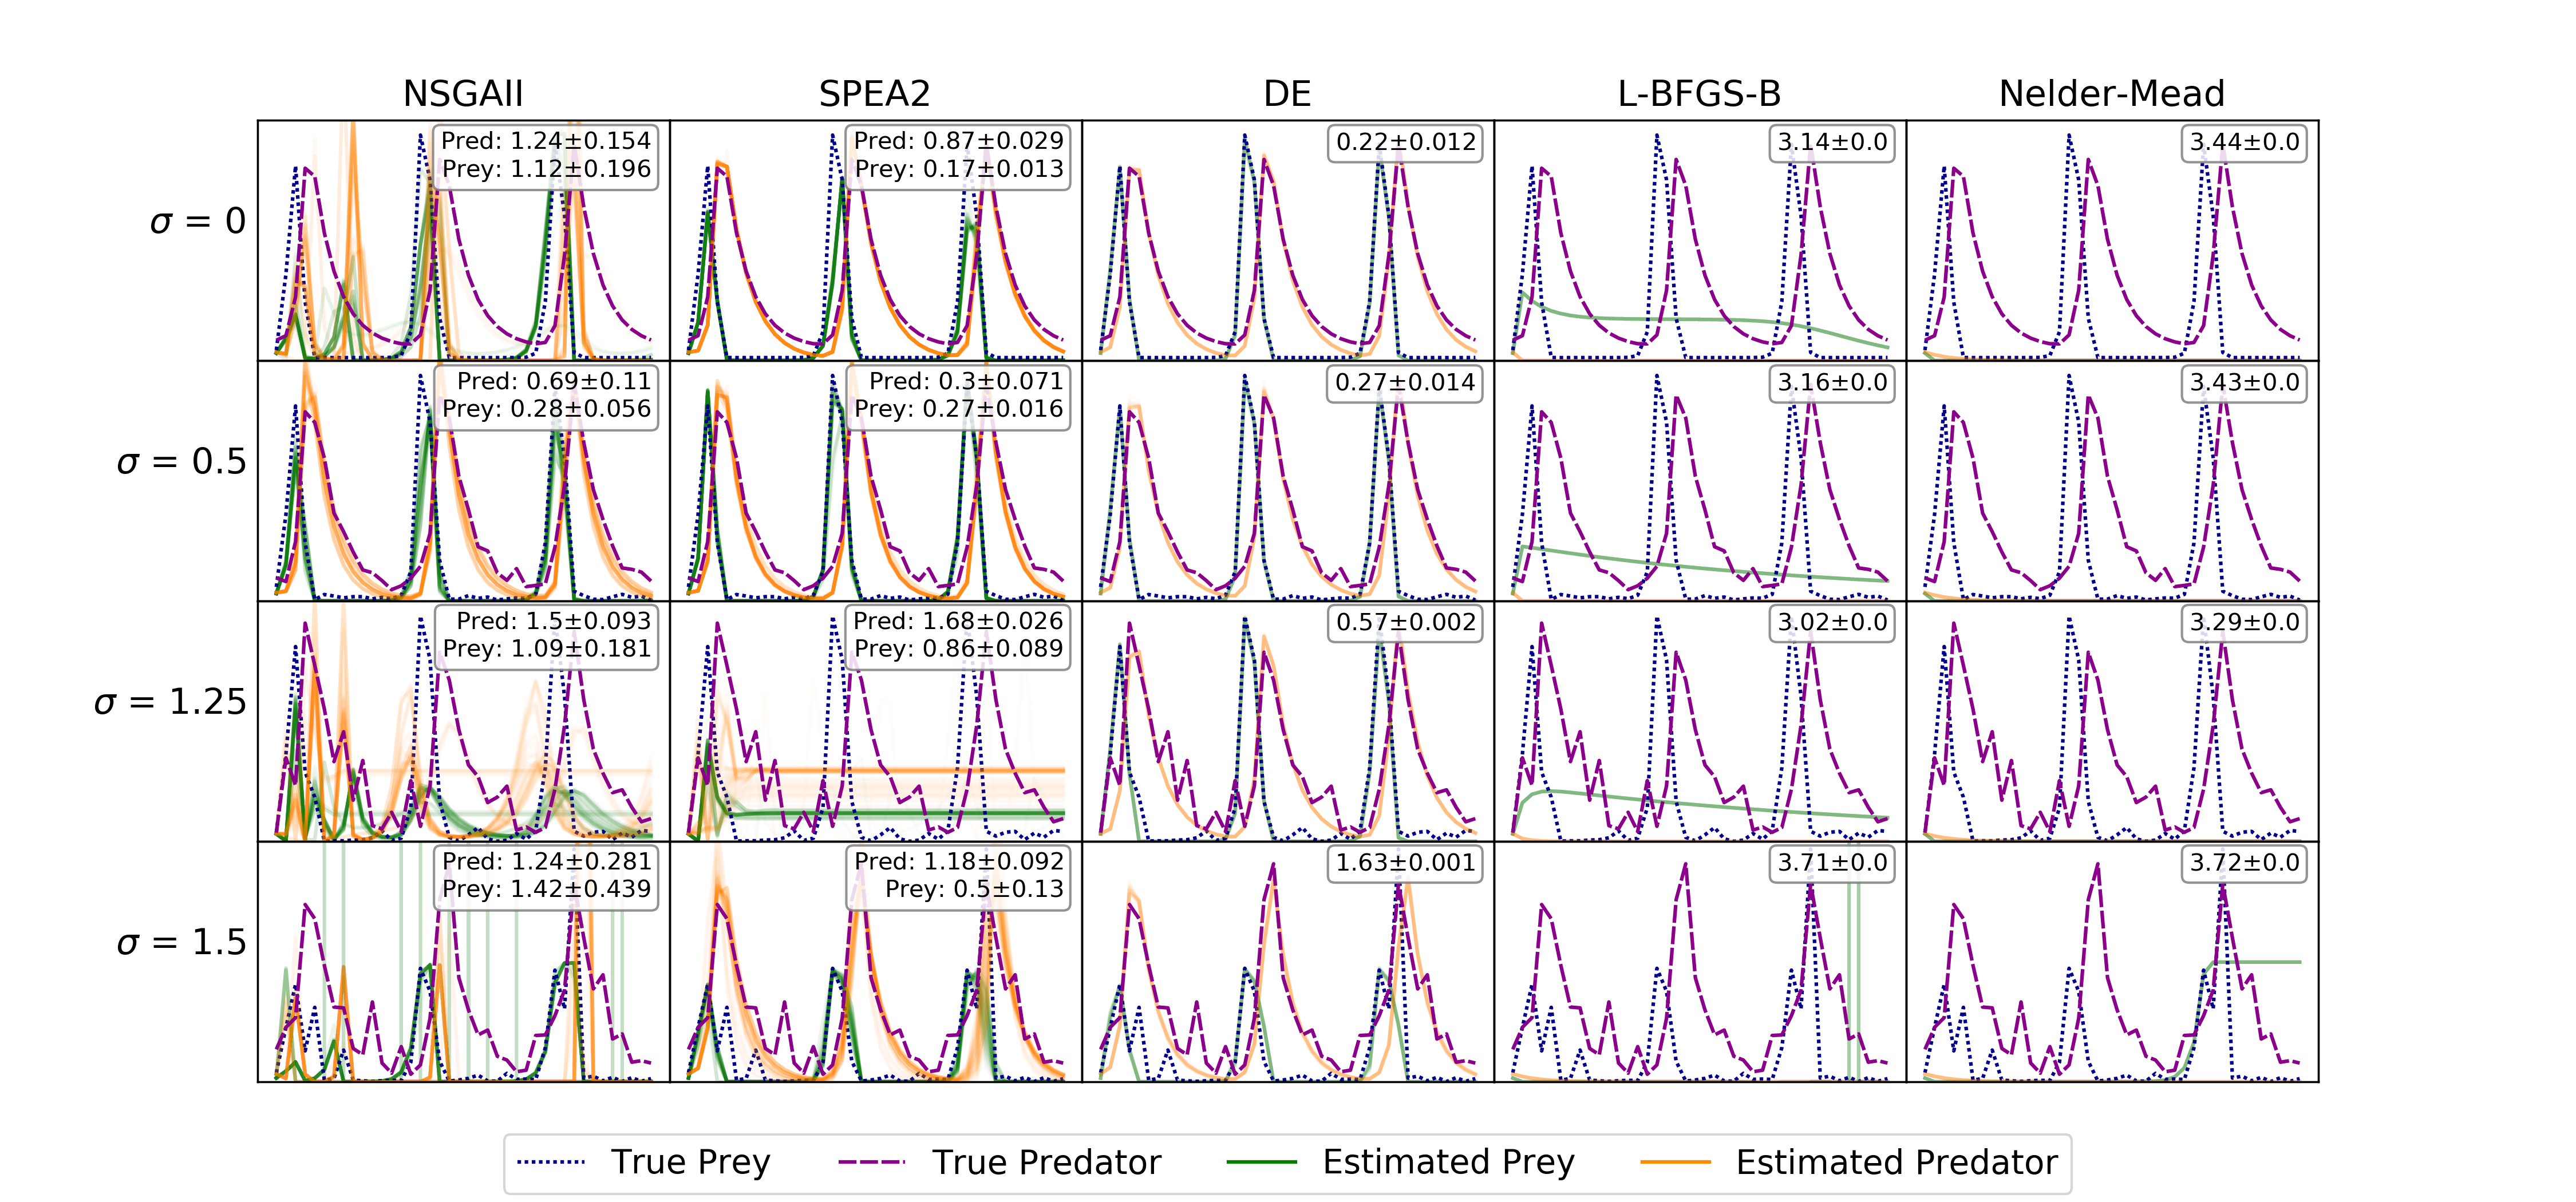 NSGAII SPEA2 DE L-BFGS-B Nelder-Mead
σ = 0
Pred: 1.24±0.154
Prey: 1.12±0.196
Pred: 0.87±0.029
Prey: 0.17±0.013
0.22±0.012
3.14±0.0
3.44±0.0
σ = 0.5
Pred: 0.69±0.11
Prey: 0.28±0.056
Pred: 0.3±0.071
Prey: 0.27±0.016
0.27±0.014
3.16±0.0
3.43±0.0
σ = 1.25
Pred: 1.5±0.093
Prey: 1.09±0.181
Pred: 1.68±0.026
Prey: 0.86±0.089
0.57±0.002
3.02±0.0
3.29±0.0
σ = 1.5
Pred: 1.24±0.281
Prey: 1.42±0.439
Pred: 1.18±0.092
Prey: 0.5±0.13
1.63±0.001
3.71±0.0
3.72±0.0
True Prey True Predator Estimated Prey Estimated Predator